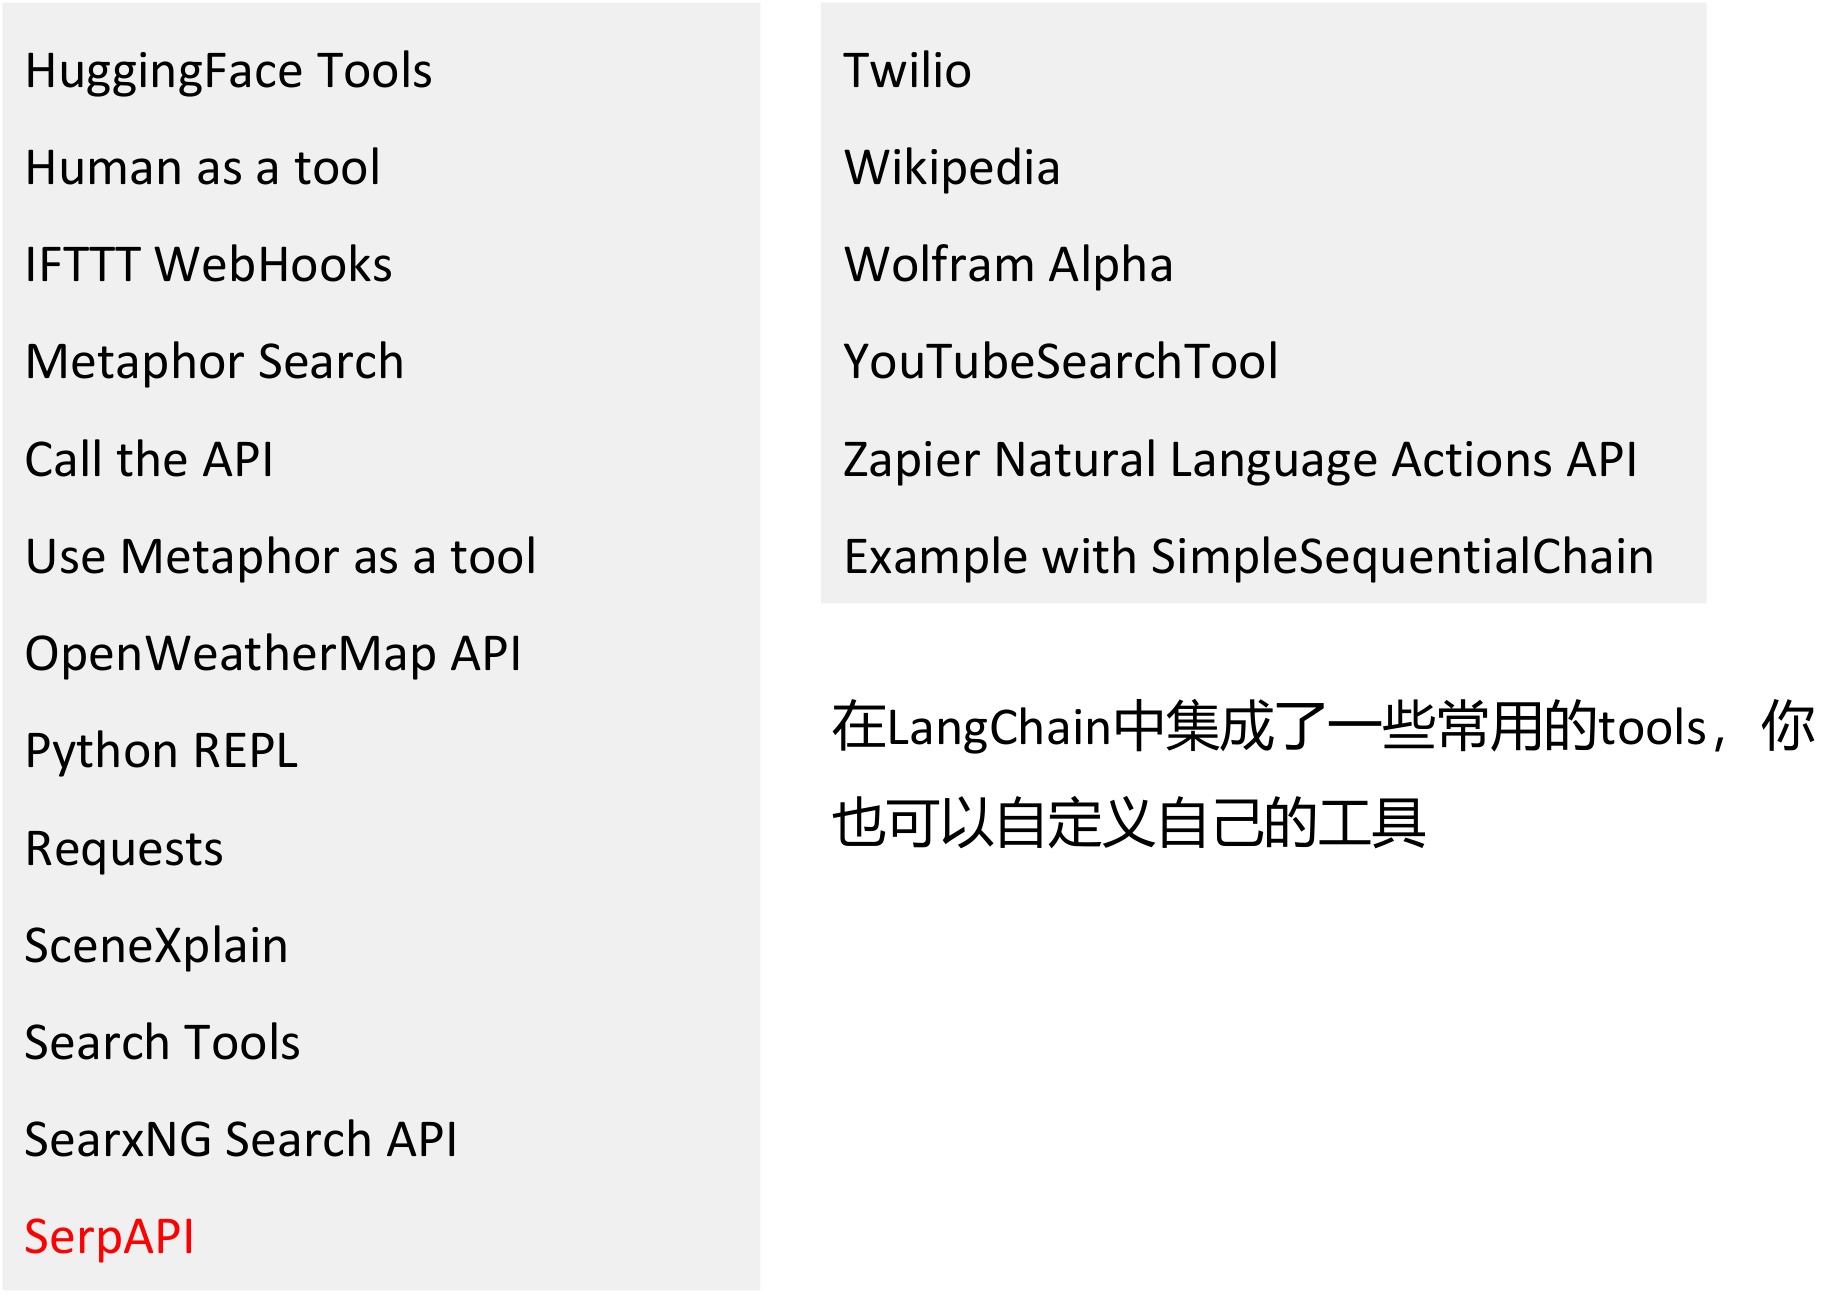 HuggingFace Tools
Human as a tool
IFTTT WebHooks
Metaphor Search
Call the API
Use Metaphor as a tool
OpenWeatherMap API
Python REPL
Requests
SceneXplain
Search Tools
SearxNG Search API
SerpAPI
Twilio
Wikipedia
Wolfram Alpha
YouTubeSearchTool
Zapier Natural Language Actions API
Example with SimpleSequentialChain
在LangChain中集成了一些常用的tools，你
也可以自定义自己的工具